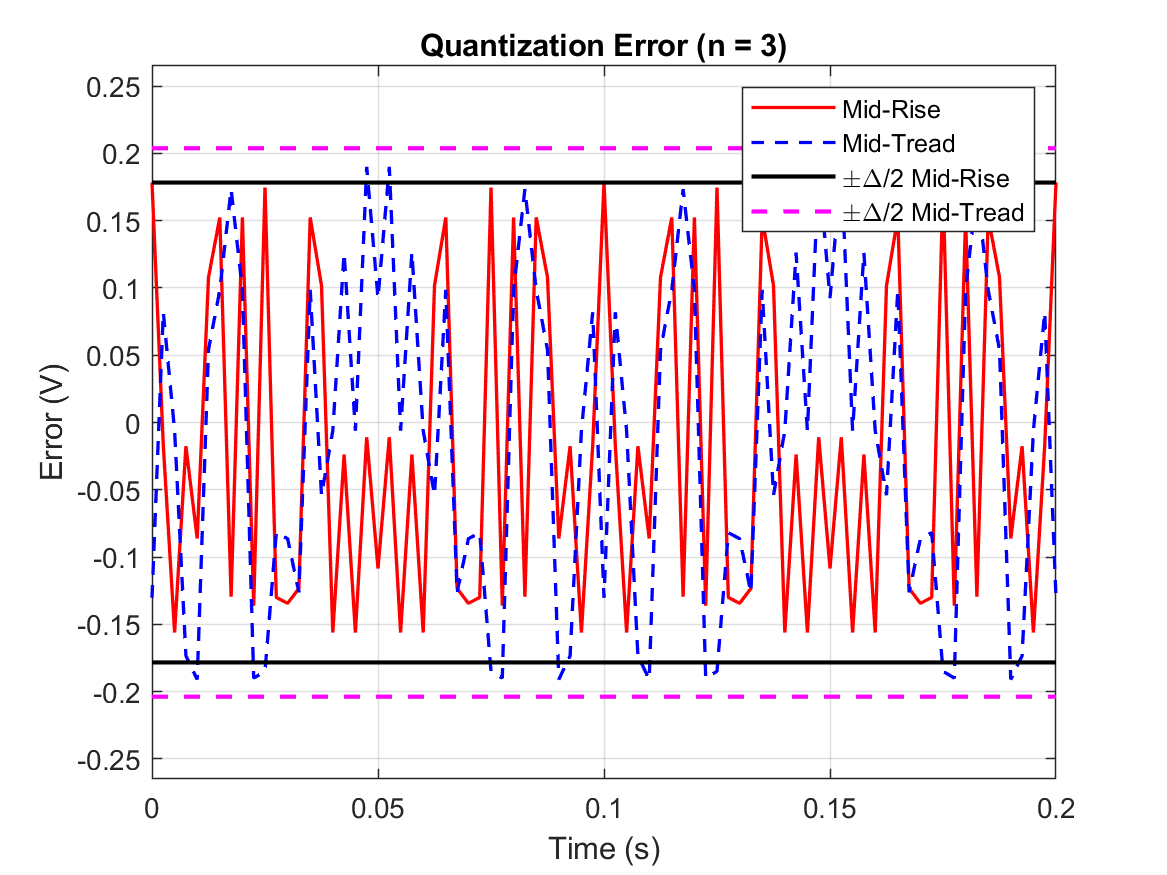 Quantization Error (n = 3)
Mid-Rise
Mid-Tread
±Δ/2 Mid-Rise
±Δ/2 Mid-Tread
Error (V)
0.25
0.2
0.15
0.1
0.05
0
-0.05
-0.1
-0.15
-0.2
-0.25
0 0.05 0.1 0.15 0.2
Time (s)